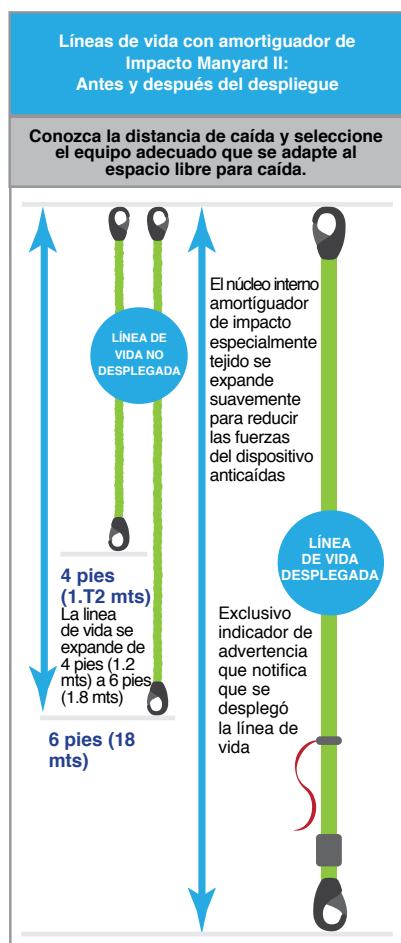 Líneas de vida con amortiguador de
Impacto Manyard II:
Antes y después del despliegue
Conozca la distancia de caída y seleccione
el equipo adecuado que se adapte al
espacio libre para caída.
LÍNEA DE
VIDA NO
DESPLEGADA
4 pies
(1.T2 mts)
La linea
de vida se
expande de
4 pies (1.2
mts) a 6 pies
(1.8 mts)
6 pies (18
mts)
El núcleo interno
amortíguador
de impacto
especialmente
tejido se
expande
suavemente
para reducir
las fuerzas
del dispositivo
anticaídas
LÍNEA
DE VIDA
DESPLEGADA
Exclusivo
indicador de
advertencia
que notifica
que se
desplegó
la línea de
vida